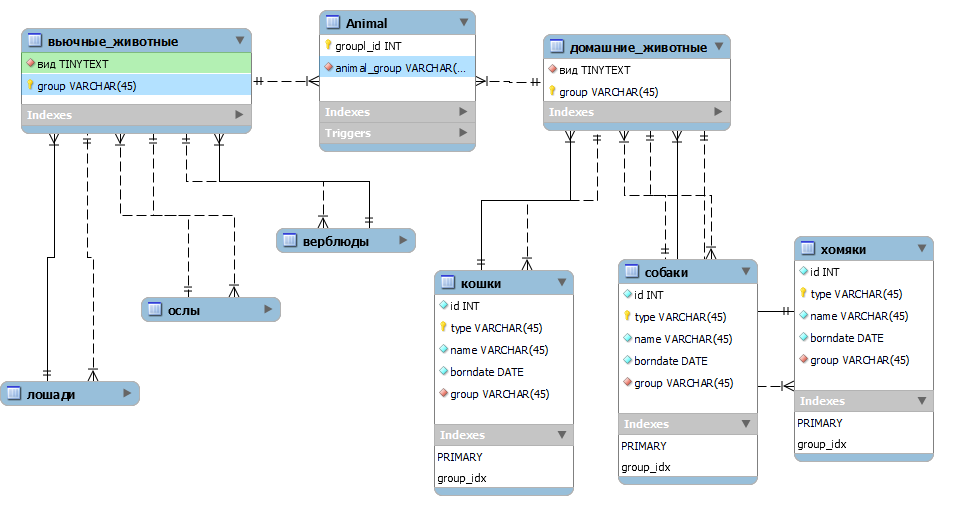 вьючные_животные
вид TINYTEXT
group VARCHAR(45)
Indexes
Animal
groupl_id INT
animal_group VARCHAR(...
Indexes
Triggers
домашние_животные
вид TINYTEXT
group VARCHAR(45)
Indexes
верблюды
ослы
лошади
кошки
id INT
type VARCHAR(45)
name VARCHAR(45)
borndate DATE
group VARCHAR(45)
Indexes
PRIMARY
group_idx
собаки
id INT
type VARCHAR(45)
name VARCHAR(45)
borndate DATE
group VARCHAR(45)
Indexes
PRIMARY
group_idx
хомяки
id INT
type VARCHAR(45)
name VARCHAR(45)
borndate DATE
group VARCHAR(45)
Indexes
PRIMARY
group_idx